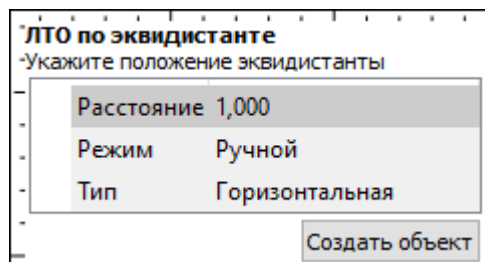 ЛТО по эквидистанте
Укажите положение эквидистанты
Расстояние 1,000
Режим Ручной
Тип Горизонтальная
Создать объект